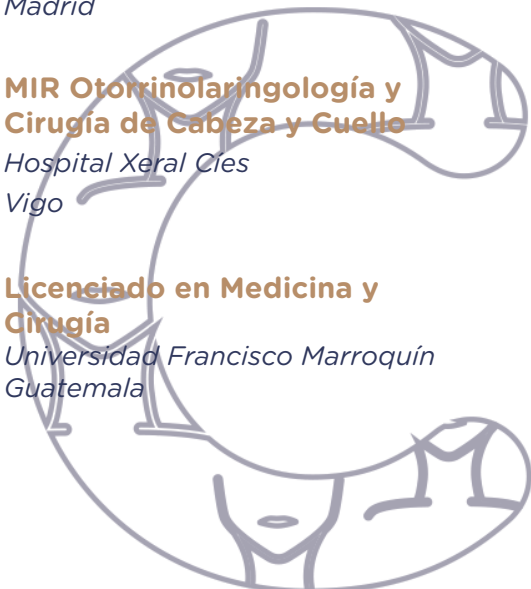 Madrid
MIR Otorrinolaringología y
Cirugía de Cabeza y Cuello
Hospital Xeral Cíes
Vigo
Licenciado en Medicina y
Cirugía
Universidad Francisco Marroquín
Guatemala